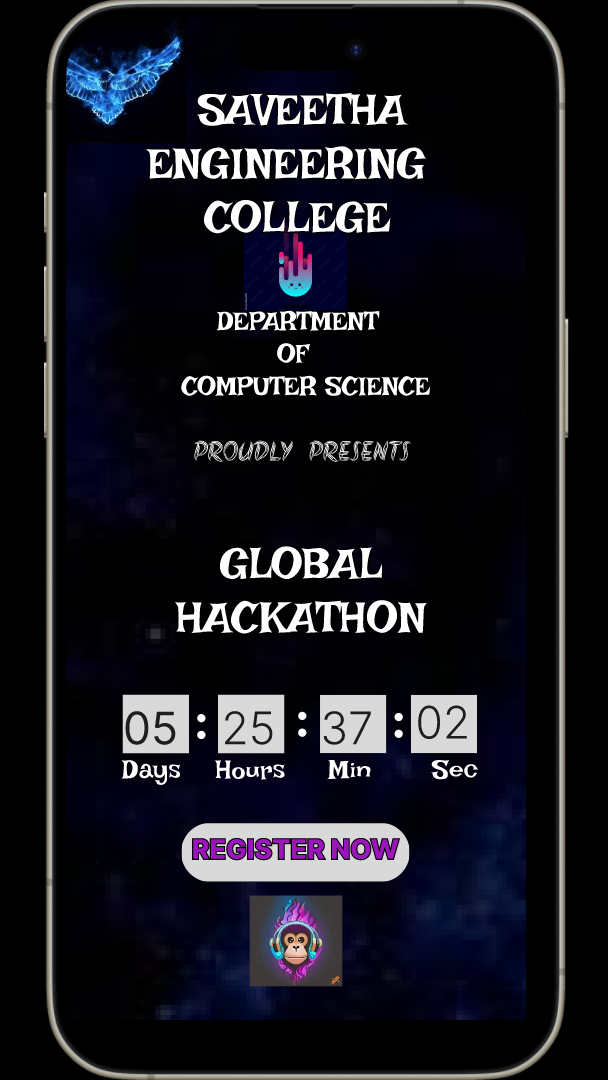 SAVEETHA
ENGINEERING
COLLEGE
DEPARTMENT
OF
COMPUTER SCIENCE
PROUDLY PRESENTS
GLOBAL
HACKATHON
05 : 25 : 37 : 02
Days Hours Min Sec
REGISTER NOW